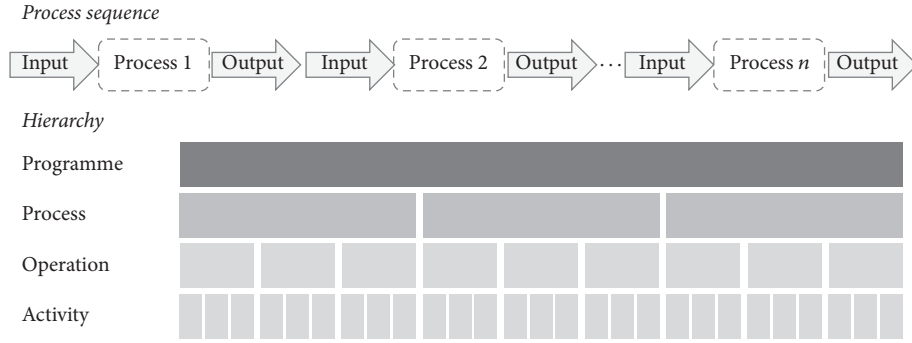 Process sequence
Input Process 1 Output Input Process 2 Output ... Input Process n Output
Hierarchy
Programme
Process
Operation
Activity